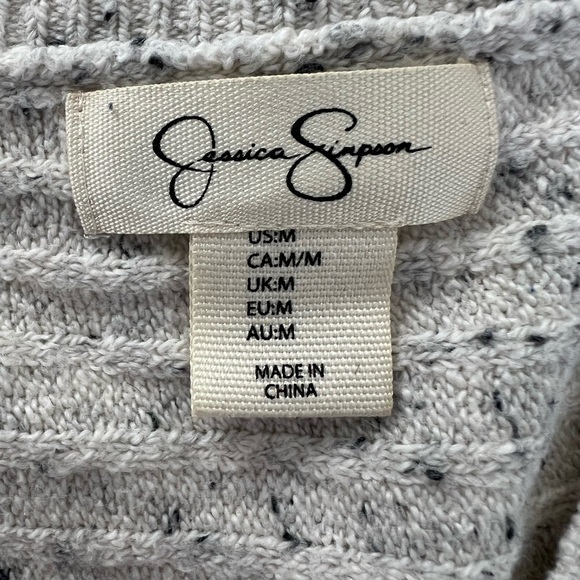 Jessica Simpson
US:M
CA:M/M
UK:M
EU:M
AU:M
MADE IN
CHINA